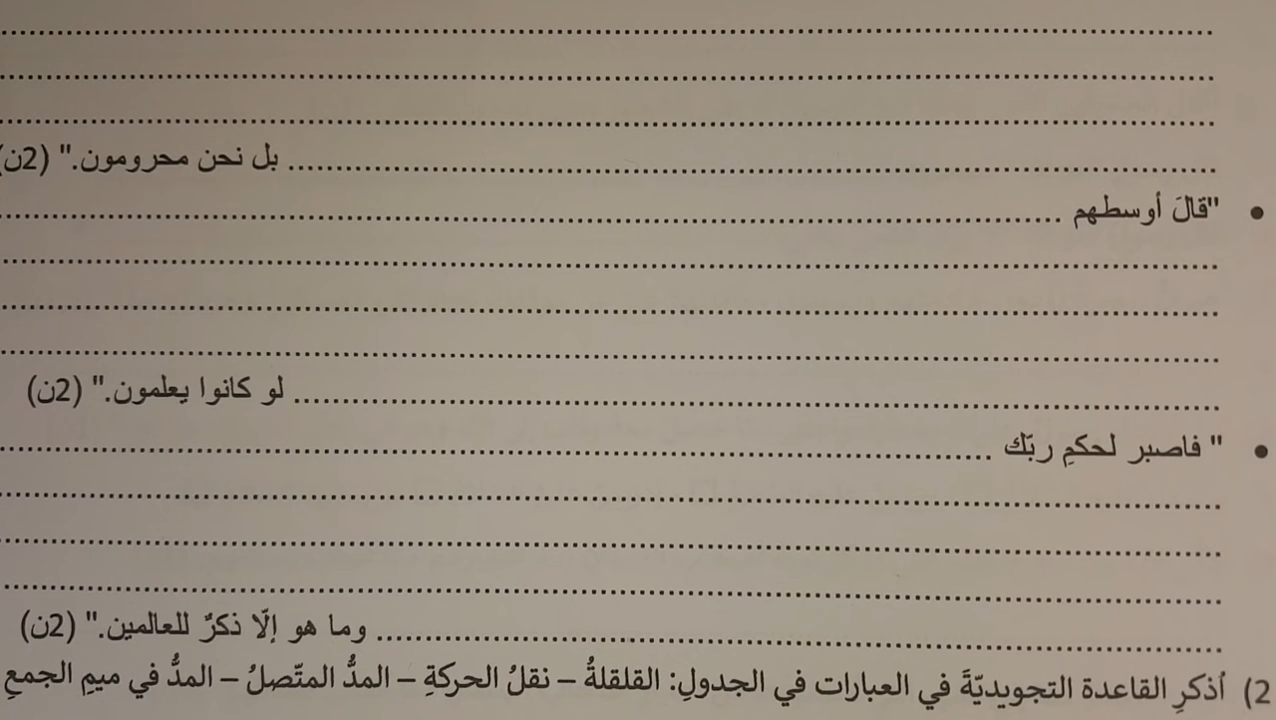 بل نحن محرومون." (2ن)
• "قالَ أوسطهم
لو كانوا يعلمون." (2ن)
• " فاصبر لحكمِ ربّك
وما هو إلّا ذكرٌ للعالمين." (2ن)
2) أذكرِ القاعدة التجويديّةَ في العبارات في الجدولِ: القلقلةُ – نقلُ الحركةِ – المدُّ المتّصلُ – المدُّ في ميمِ الجمعِ